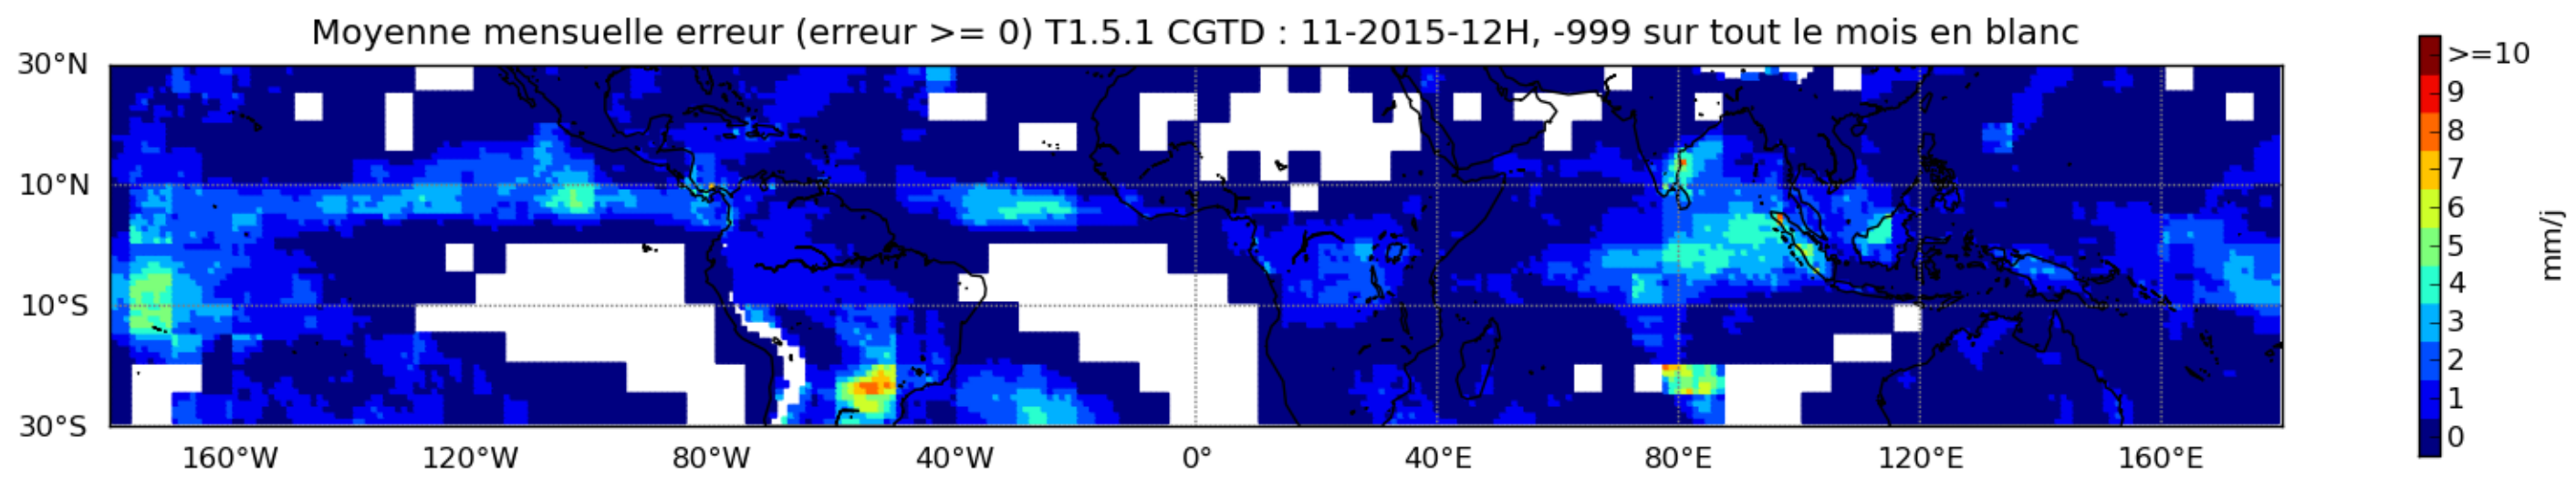 Moyenne mensuelle erreur (erreur >= 0) T1.5.1 CGTD : 11-2015-12H, -999 sur tout le mois en blanc
30°N
10°N
10°S
30°S
160°W 120°W 80°W 40°W 0° 40°E 80°E 120°E 160°E
>=10
9
8
7
6
5
4
3
2
1
0
mm/j